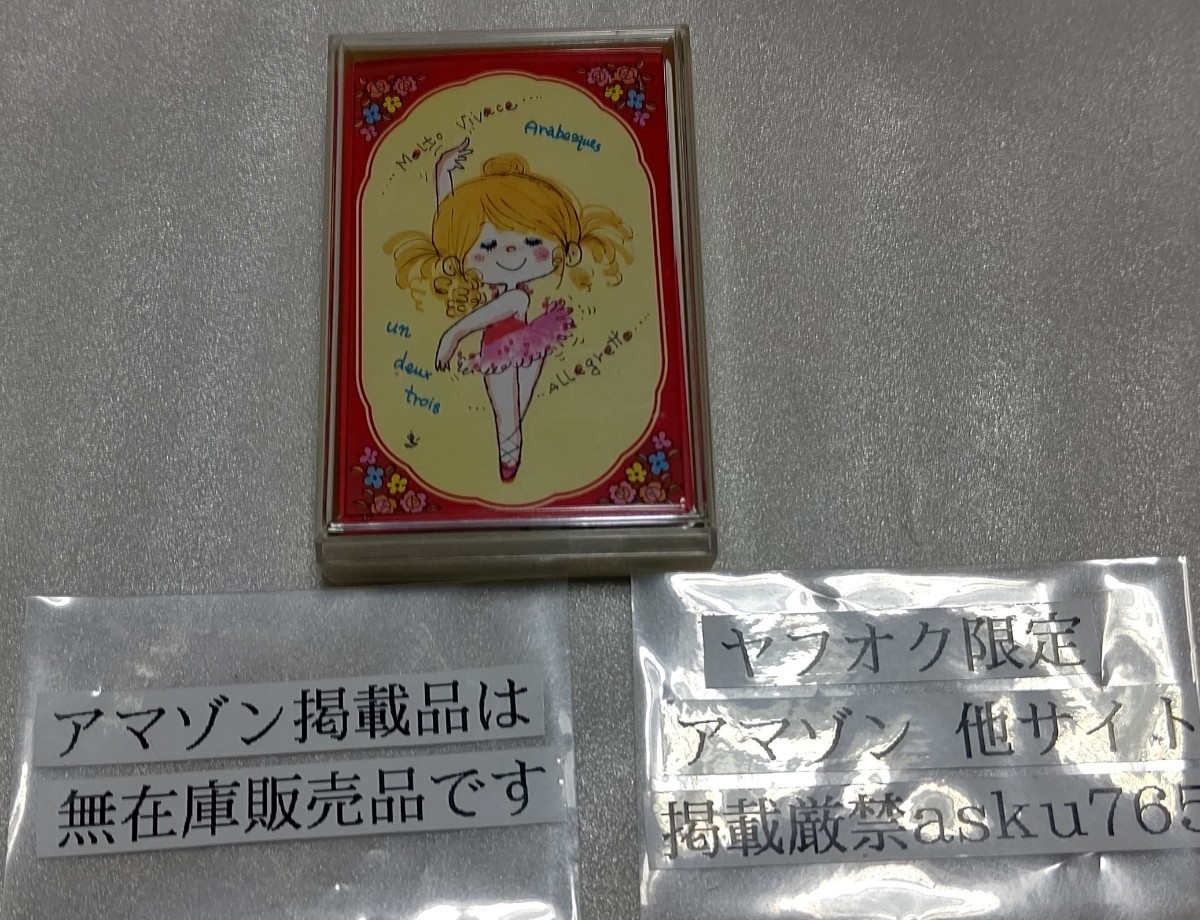 Molto Vivace
Arabesques
un
deux
trois
Allegretto
アマゾン掲載品は
無在庫販売品です
ヤフオク限定
アマゾン 他サイト
掲載厳禁asku765